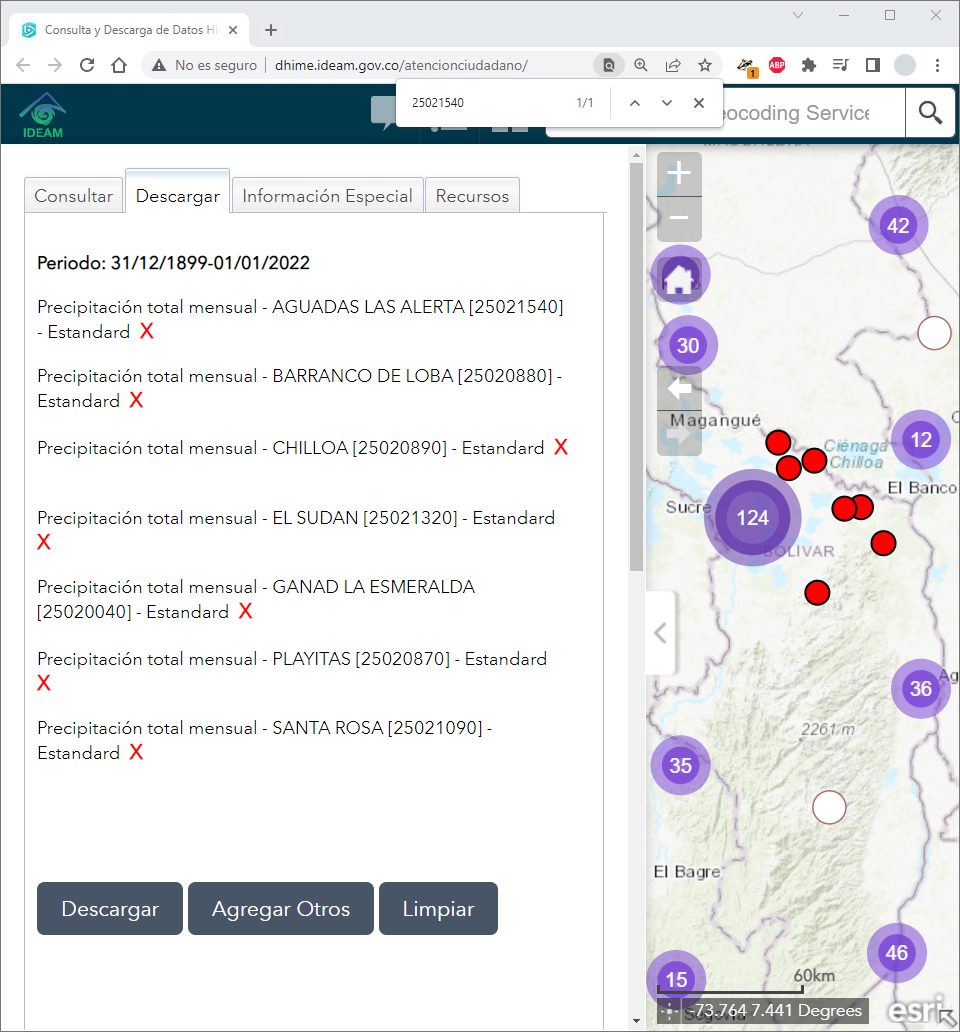 Consulta y Descarga de Datos Hi
No es seguro
dhime.ideam.gov.co/atencionciudadano/
1
ABP
25021540
1/1
IDEAM
eocoding Service
Consultar
Descargar
Información Especial
Recursos
Periodo: 31/12/1899-01/01/2022
Precipitación total mensual - AGUADAS LAS ALERTA [25021540]
- Estandard X
Precipitación total mensual - BARRANCO DE LOBA [25020880] -
Estandard X
Precipitación total mensual - CHILLOA [25020890] - Estandard X
Precipitación total mensual - EL SUDAN [25021320] - Estandard
X
Precipitación total mensual - GANAD LA ESMERALDA
[25020040] - Estandard X
Precipitación total mensual - PLAYITAS [25020870] - Estandard
X
Precipitación total mensual - SANTA ROSA [25021090] -
Estandard X
Descargar
Agregar Otros
Limpiar
+
42
−
30
Magangué
12
Ciénaga
Chilloa
El Banco
Sucre
124
BOLÍVAR
36
Ag
2261 m
35
El Bagre
46
15
60km
-73.764 7.441 Degrees
esri